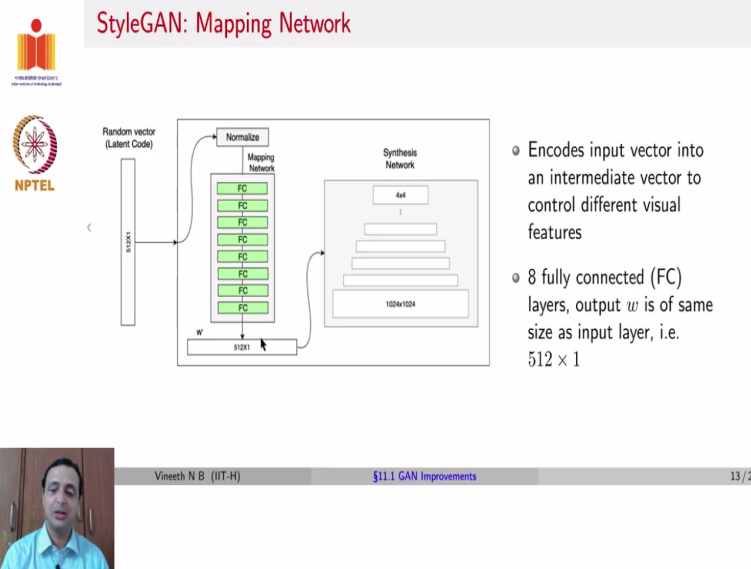 StyleGAN: Mapping Network
NPTEL
Random vector
(Latent Code)
512X1
Normalize
Mapping
Network
FC
FC
FC
FC
FC
FC
FC
FC
W
512X1
Synthesis
Network
4x4
1024x1024
Encodes input vector into
an intermediate vector to
control different visual
features
8 fully connected (FC)
layers, output w is of same
size as input layer, i.e.
512 × 1
Vineeth N B (IIT-H)
§11.1 GAN Improvements
13 / 2